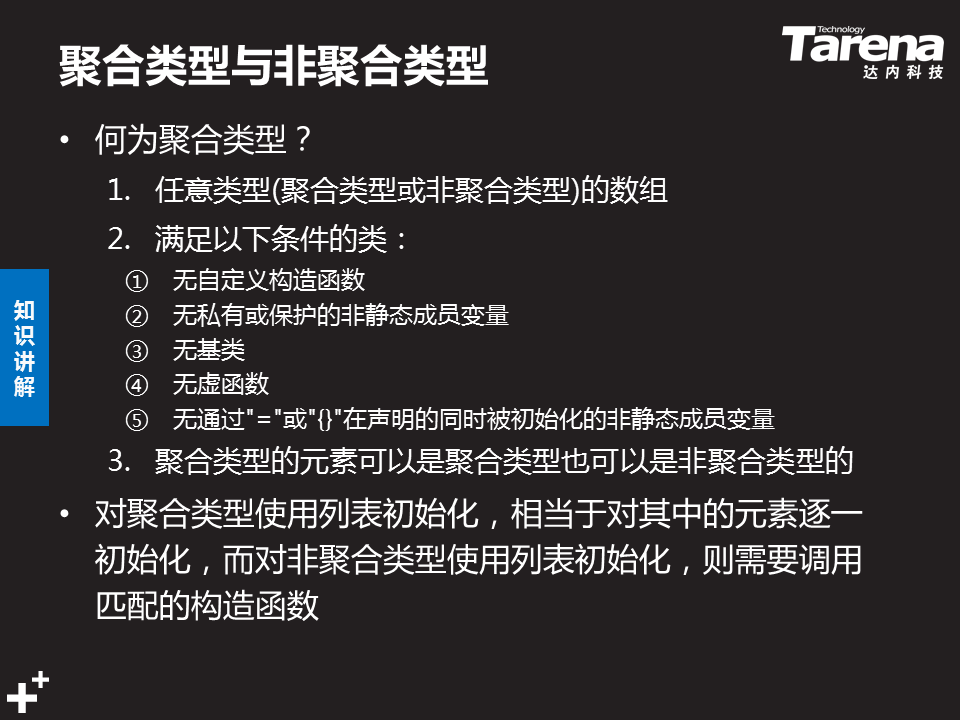 聚合类型与非聚合类型
Technology
Tarena
达内科技
• 何为聚合类型？
1. 任意类型(聚合类型或非聚合类型)的数组
2. 满足以下条件的类：
① 无自定义构造函数
② 无私有或保护的非静态成员变量
③ 无基类
④ 无虚函数
⑤ 无通过"="或"{}"在声明的同时被初始化的非静态成员变量
3. 聚合类型的元素可以是聚合类型也可以是非聚合类型的
• 对聚合类型使用列表初始化，相当于对其中的元素逐一
初始化，而对非聚合类型使用列表初始化，则需要调用
匹配的构造函数
知
识
讲
解